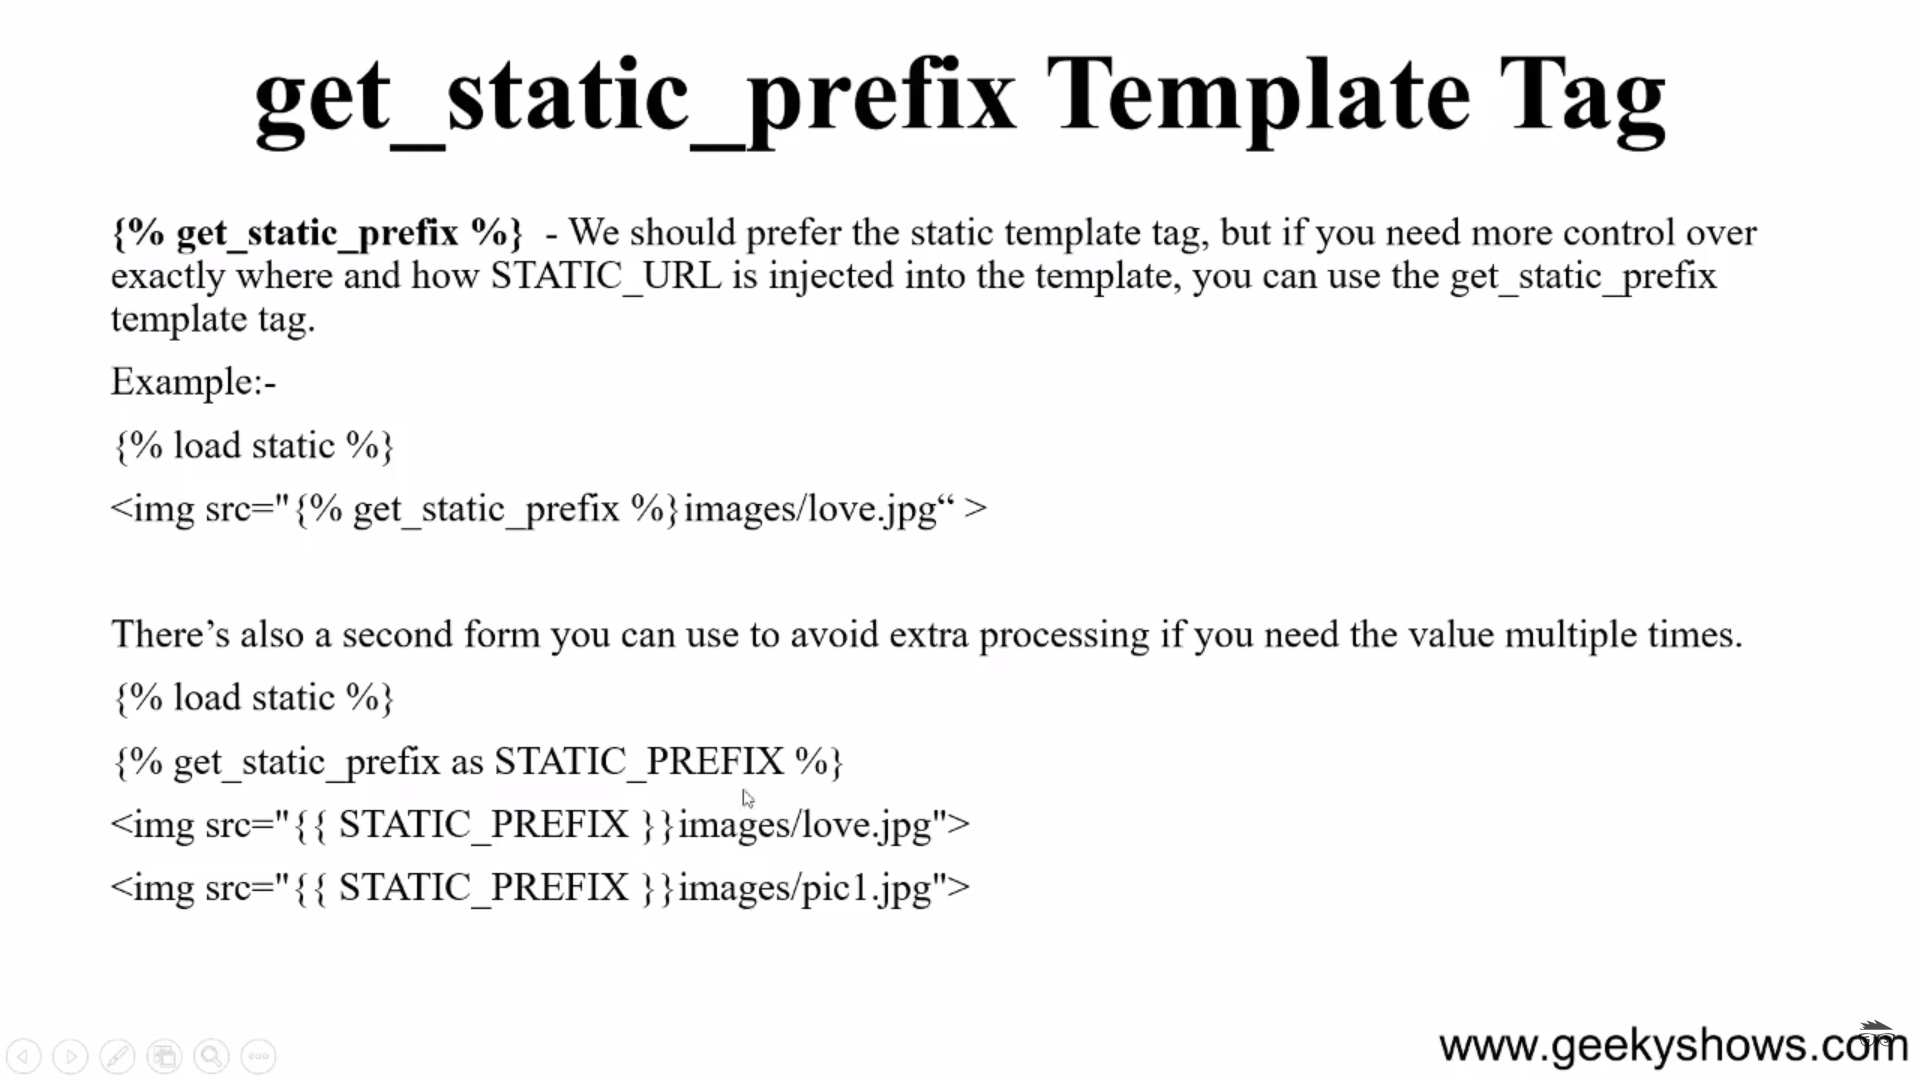 get_static_prefix Template Tag
{% get_static_prefix %}  - We should prefer the static template tag, but if you need more control over
exactly where and how STATIC_URL is injected into the template, you can use the get_static_prefix
template tag.
Example:-
{% load static %}
<img src="{% get_static_prefix %}images/love.jpg“ >
There’s also a second form you can use to avoid extra processing if you need the value multiple times.
{% load static %}
{% get_static_prefix as STATIC_PREFIX %}
<img src="{{ STATIC_PREFIX }}images/love.jpg">
<img src="{{ STATIC_PREFIX }}images/pic1.jpg">
www.geekyshows.com